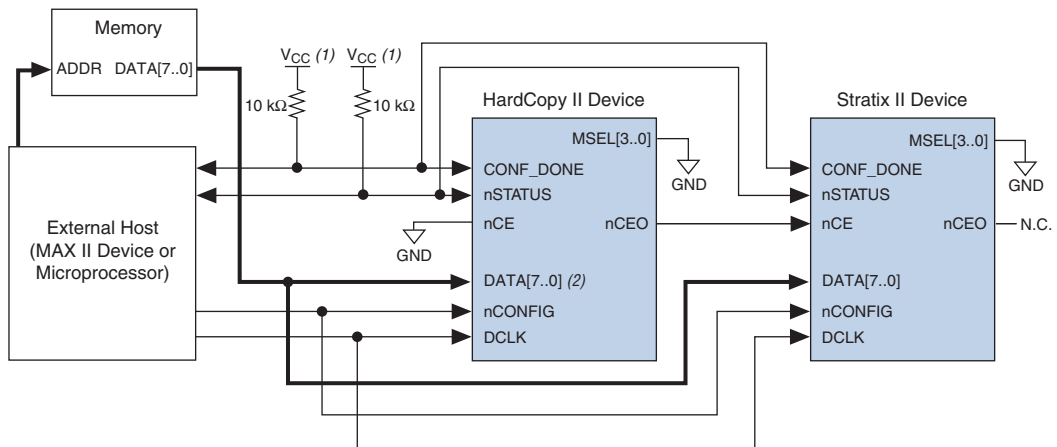 Memory
ADDR DATA[7..0]
VCC (1) VCC (1)
10 kΩ 10 kΩ
HardCopy II Device
MSEL[3..0]
GND
CONF_DONE
nSTATUS
nCE nCEO
GND
DATA[7..0] (2)
nCONFIG
DCLK
Stratix II Device
MSEL[3..0]
GND
CONF_DONE
nSTATUS
nCE nCEO N.C.
DATA[7..0]
nCONFIG
DCLK
External Host
(MAX II Device or
Microprocessor)